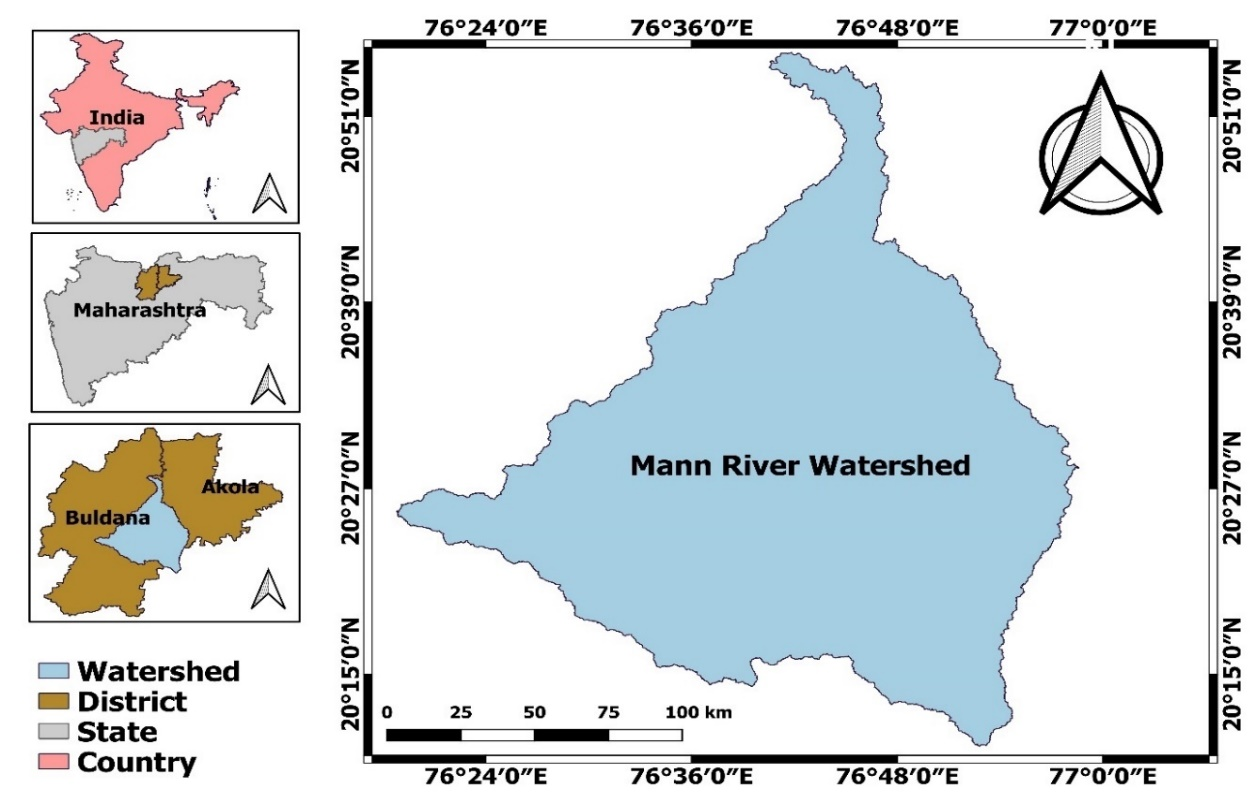 India
Maharashtra
Akola
Buldana
Watershed
District
State
Country
76°24′0″E 76°36′0″E 76°48′0″E 77°0′0″E
20°51′0″N
20°39′0″N
20°27′0″N
20°15′0″N
Mann River Watershed
20°51′0″N
20°39′0″N
20°27′0″N
20°15′0″N
0 25 50 75 100 km
76°24′0″E 76°36′0″E 76°48′0″E 77°0′0″E